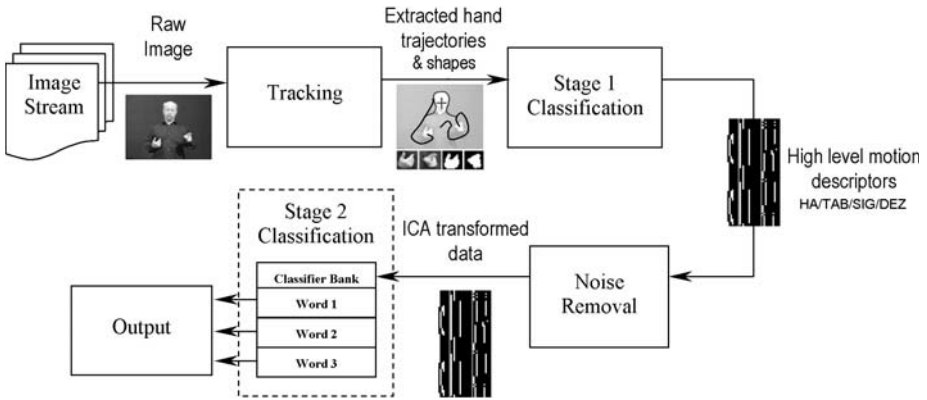 Raw
Image
Image
Stream
Tracking
Extracted hand
trajectories
& shapes
Stage 1
Classification
High level motion
descriptors
HA/TAB/SIG/DEZ
Noise
Removal
ICA transformed
data
Stage 2
Classification
Classifier Bank
Word 1
Word 2
Word 3
Output